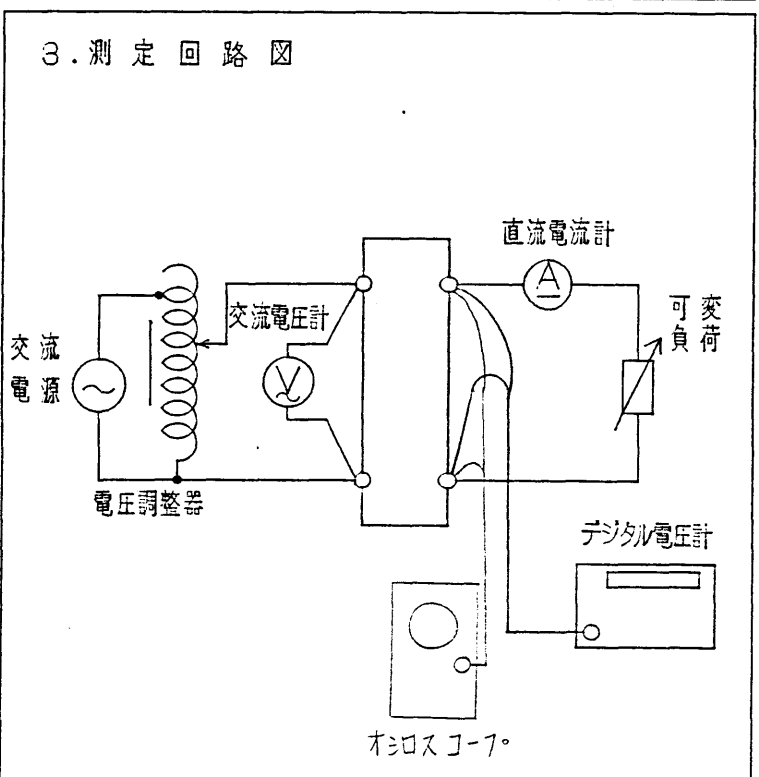 3.測定回路図
直流電流計
A
交流電圧計
V
可変
負荷
交流
電源
電圧調整器
デジタル電圧計
オシロスコープ